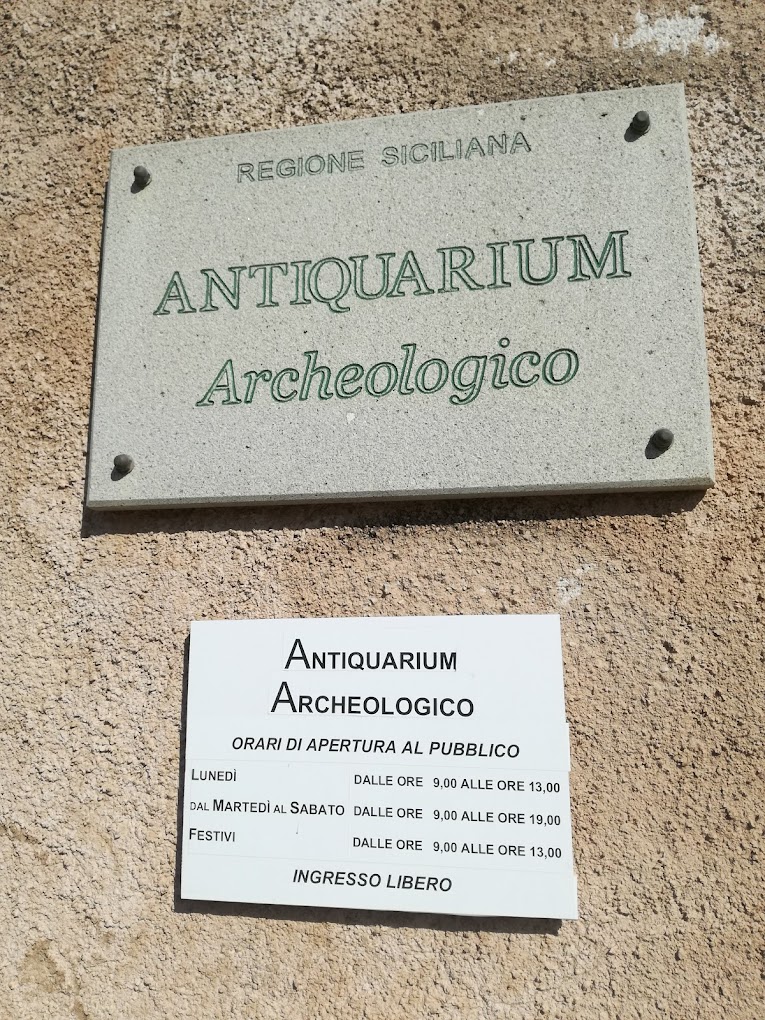 REGIONE SICILIANA
ANTIQUARIUM
Archeologico
ANTIQUARIUM
ARCHEOLOGICO
ORARI DI APERTURA AL PUBBLICO
LUNEDÌ DALLE ORE 9,00 ALLE ORE 13,00
DAL MARTEDÌ AL SABATO DALLE ORE 9,00 ALLE ORE 19,00
FESTIVI DALLE ORE 9,00 ALLE ORE 13,00
INGRESSO LIBERO